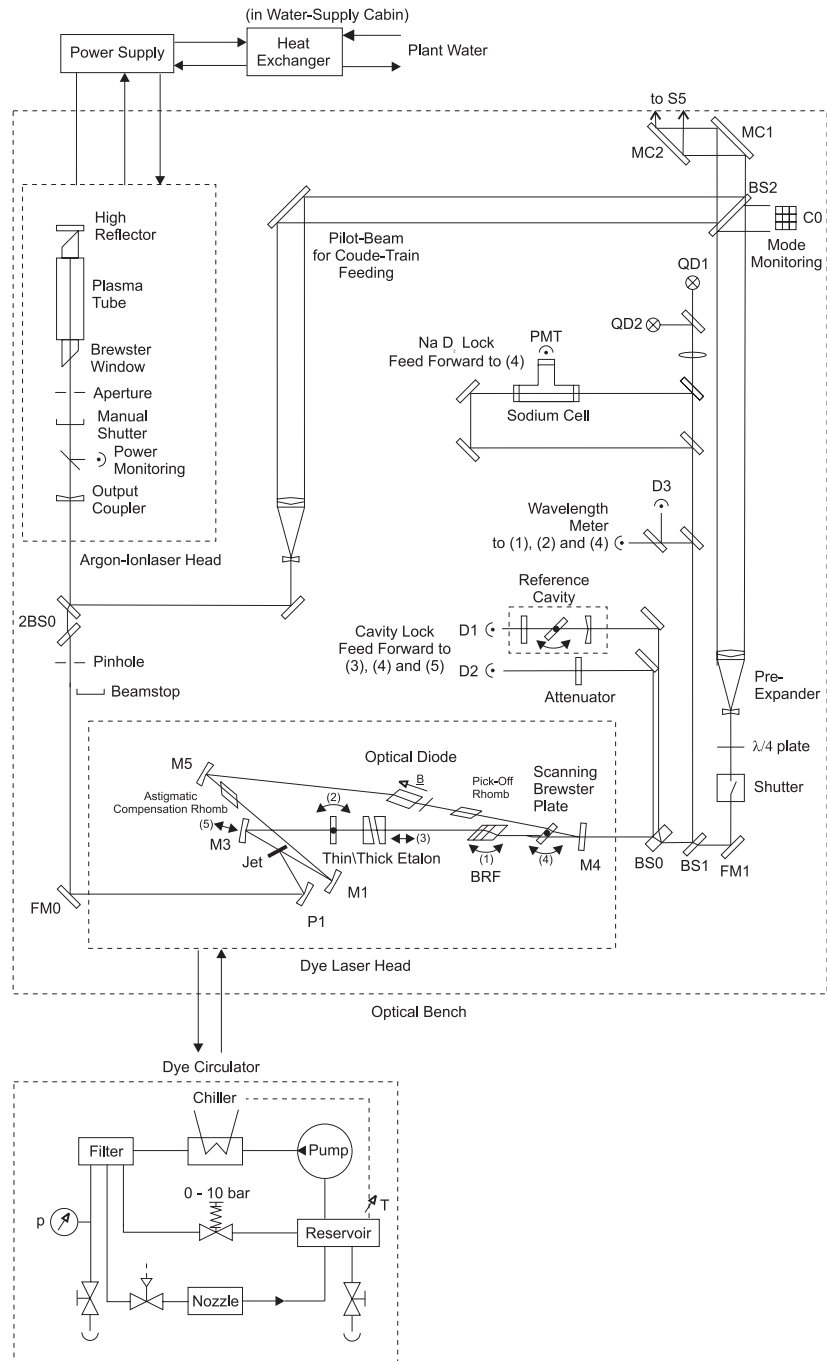 (in Water-Supply Cabin)
Power Supply
Heat
Exchanger
Plant Water
to S5
MC1
MC2
BS2
C0
Mode
Monitoring
High
Reflector
Pilot-Beam
for Coude-Train
Feeding
QD1
Plasma
Tube
QD2
Na D2 Lock
Feed Forward to (4)
PMT
Brewster
Window
Aperture
Sodium Cell
Manual
Shutter
Power
Monitoring
D3
Output
Coupler
Wavelength
Meter
to (1), (2) and (4)
Argon-Ionlaser Head
Reference
Cavity
2BS0
Cavity Lock
Feed Forward to
(3), (4) and (5)
D1
D2
Pinhole
Attenuator
Pre-
Expander
Beamstop
λ/4 plate
Optical Diode
M5
B
Pick-Off
Rhomb
Scanning
Brewster
Plate
Shutter
Astigmatic
Compensation Rhomb
(2)
(5)
M3
(3)
(1)
(4)
M4
BS0
BS1
FM1
Thin\Thick Etalon
BRF
Jet
M1
FM0
P1
Dye Laser Head
Optical Bench
Dye Circulator
Chiller
Filter
Pump
0 - 10 bar
T
p
Reservoir
Nozzle